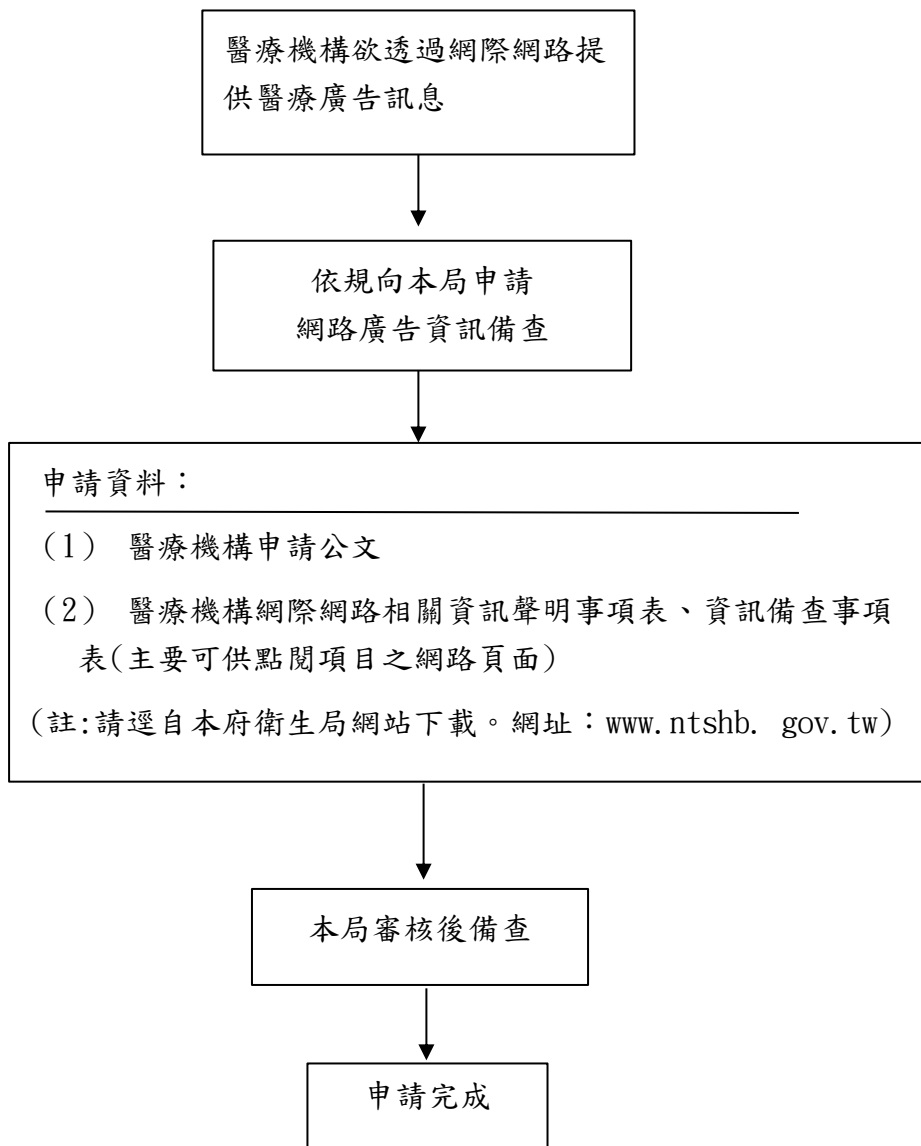 醫療機構欲透過網際網路提
供醫療廣告訊息
依規向本局申請
網路廣告資訊備查
申請資料：
(1) 醫療機構申請公文
(2) 醫療機構網際網路相關資訊聲明事項表、資訊備查事項
表(主要可供點閱項目之網路頁面)
(註:請逕自本府衛生局網站下載。網址：www.ntshb. gov.tw)
本局審核後備查
申請完成